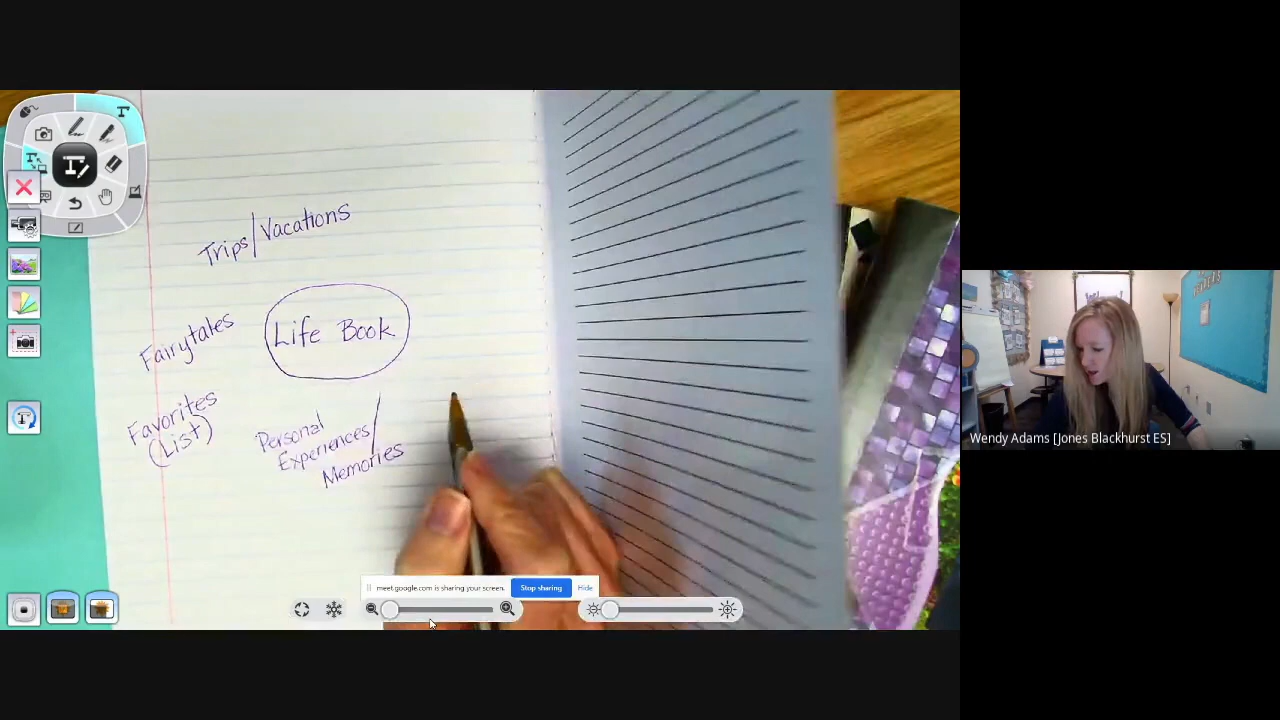 Trips/Vacations
Life Book
Fairytales
Favorites
(List)
Personal
Experiences/
Memories
meet.google.com is sharing your screen.
Stop sharing
Hide
Wendy Adams [Jones Blackhurst ES]